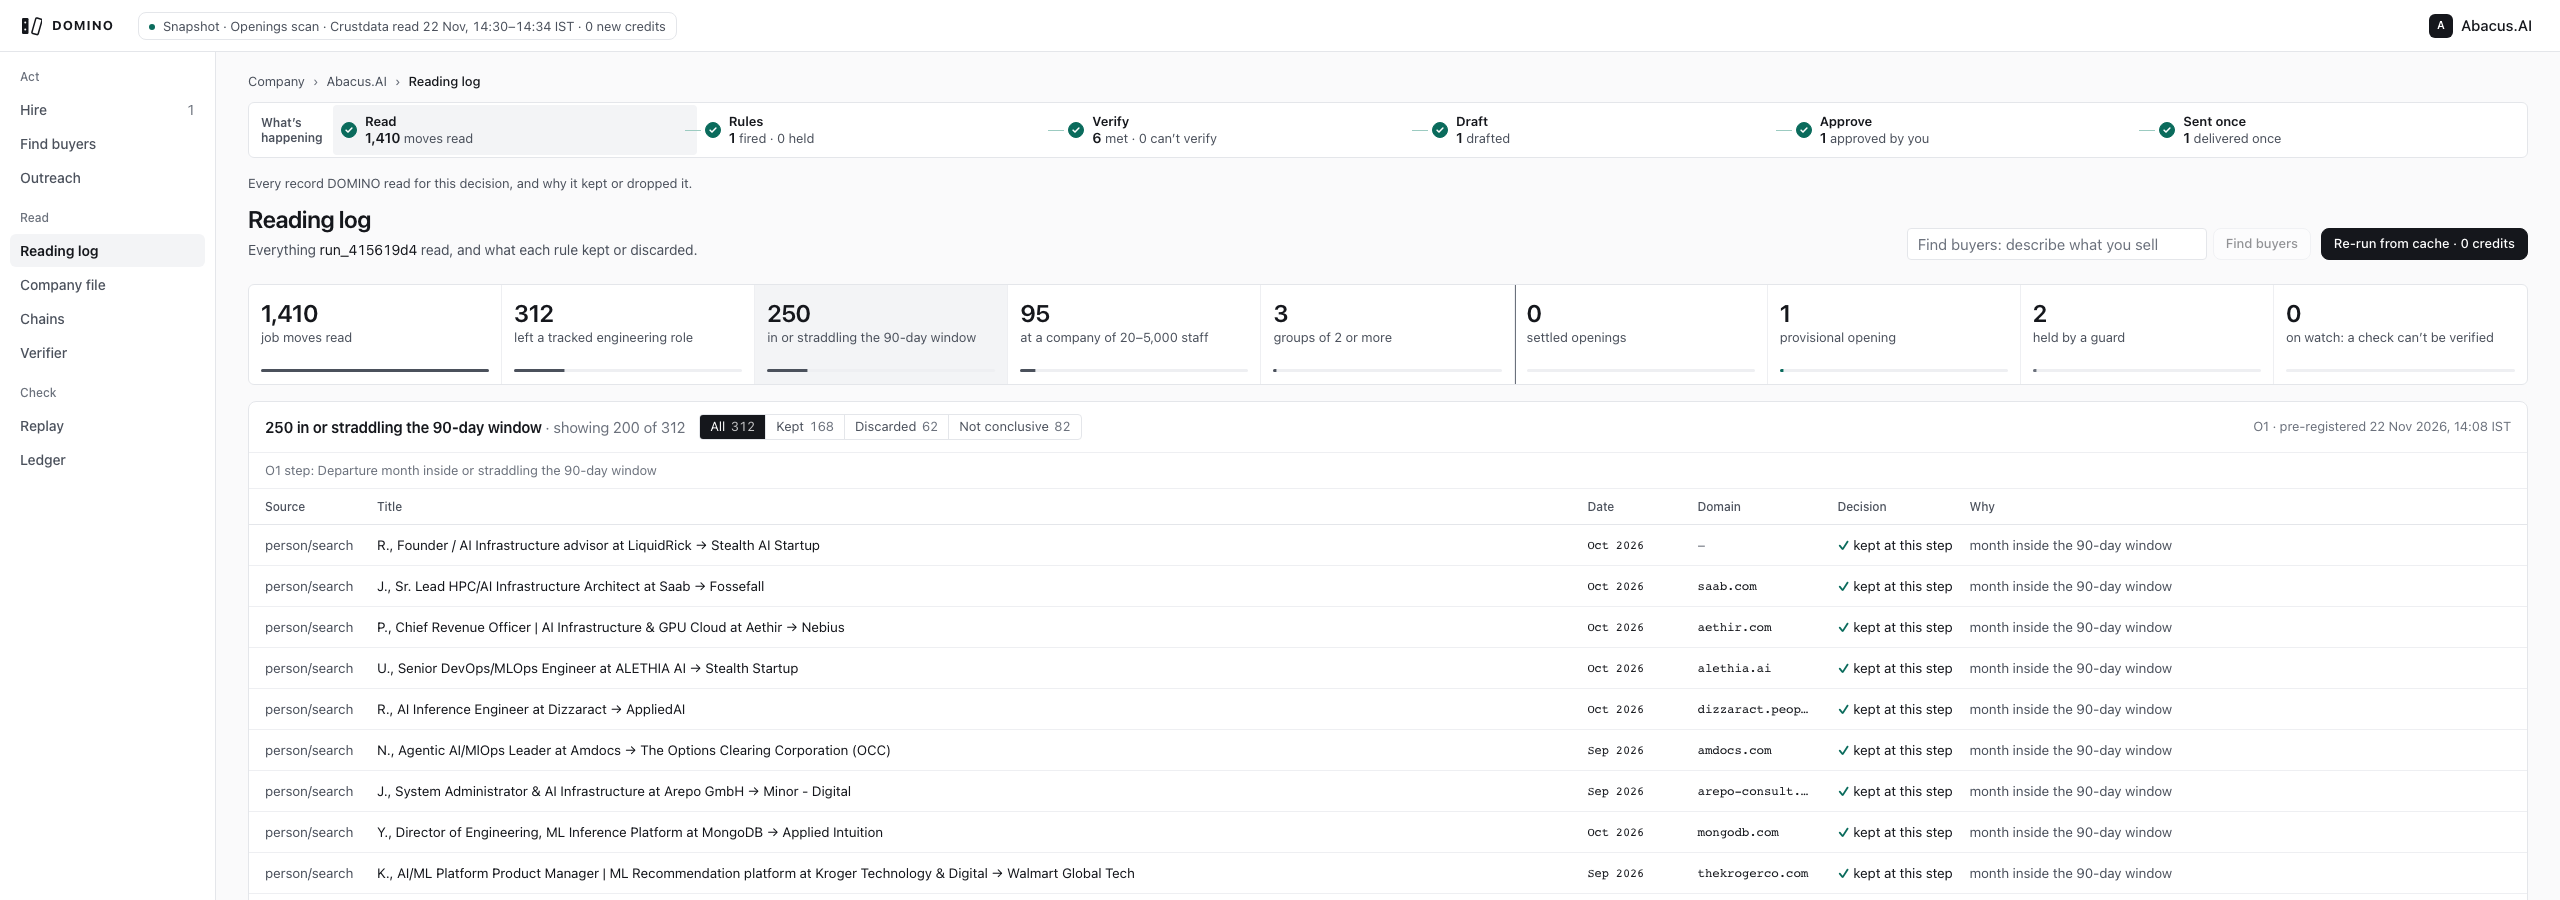 DOMINO
Snapshot · Openings scan · Crustdata read 22 Nov, 14:30–14:34 IST · 0 new credits
A
Abacus.AI
Act
Hire 1
Find buyers
Outreach
Read
Reading log
Company file
Chains
Verifier
Check
Replay
Ledger
Company › Abacus.AI › Reading log
What's happening
Read
1,410 moves read
Rules
1 fired · 0 held
Verify
6 met · 0 can't verify
Draft
1 drafted
Approve
1 approved by you
Sent once
1 delivered once
Every record DOMINO read for this decision, and why it kept or dropped it.
Reading log
Everything run_415619d4 read, and what each rule kept or discarded.
Find buyers: describe what you sell
Find buyers
Re-run from cache · 0 credits
1,410
job moves read
312
left a tracked engineering role
250
in or straddling the 90-day window
95
at a company of 20–5,000 staff
3
groups of 2 or more
0
settled openings
1
provisional opening
2
held by a guard
0
on watch: a check can't be verified
250 in or straddling the 90-day window · showing 200 of 312
All 312
Kept 168
Discarded 62
Not conclusive 82
O1 · pre-registered 22 Nov 2026, 14:08 IST
O1 step: Departure month inside or straddling the 90-day window
Source Title Date Domain Decision Why
person/search R., Founder / AI Infrastructure advisor at LiquidRick → Stealth AI Startup Oct 2026 – ✓ kept at this step month inside the 90-day window
person/search J., Sr. Lead HPC/AI Infrastructure Architect at Saab → Fossefall Oct 2026 saab.com ✓ kept at this step month inside the 90-day window
person/search P., Chief Revenue Officer | AI Infrastructure & GPU Cloud at Aethir → Nebius Oct 2026 aethir.com ✓ kept at this step month inside the 90-day window
person/search U., Senior DevOps/MLOps Engineer at ALETHIA AI → Stealth Startup Oct 2026 alethia.ai ✓ kept at this step month inside the 90-day window
person/search R., AI Inference Engineer at Dizzaract → AppliedAI Oct 2026 dizzaract.peop… ✓ kept at this step month inside the 90-day window
person/search N., Agentic AI/MlOps Leader at Amdocs → The Options Clearing Corporation (OCC) Sep 2026 amdocs.com ✓ kept at this step month inside the 90-day window
person/search J., System Administrator & AI Infrastructure at Arepo GmbH → Minor - Digital Sep 2026 arepo-consult.… ✓ kept at this step month inside the 90-day window
person/search Y., Director of Engineering, ML Inference Platform at MongoDB → Applied Intuition Oct 2026 mongodb.com ✓ kept at this step month inside the 90-day window
person/search K., AI/ML Platform Product Manager | ML Recommendation platform at Kroger Technology & Digital → Walmart Global Tech Sep 2026 thekrogerco.com ✓ kept at this step month inside the 90-day window